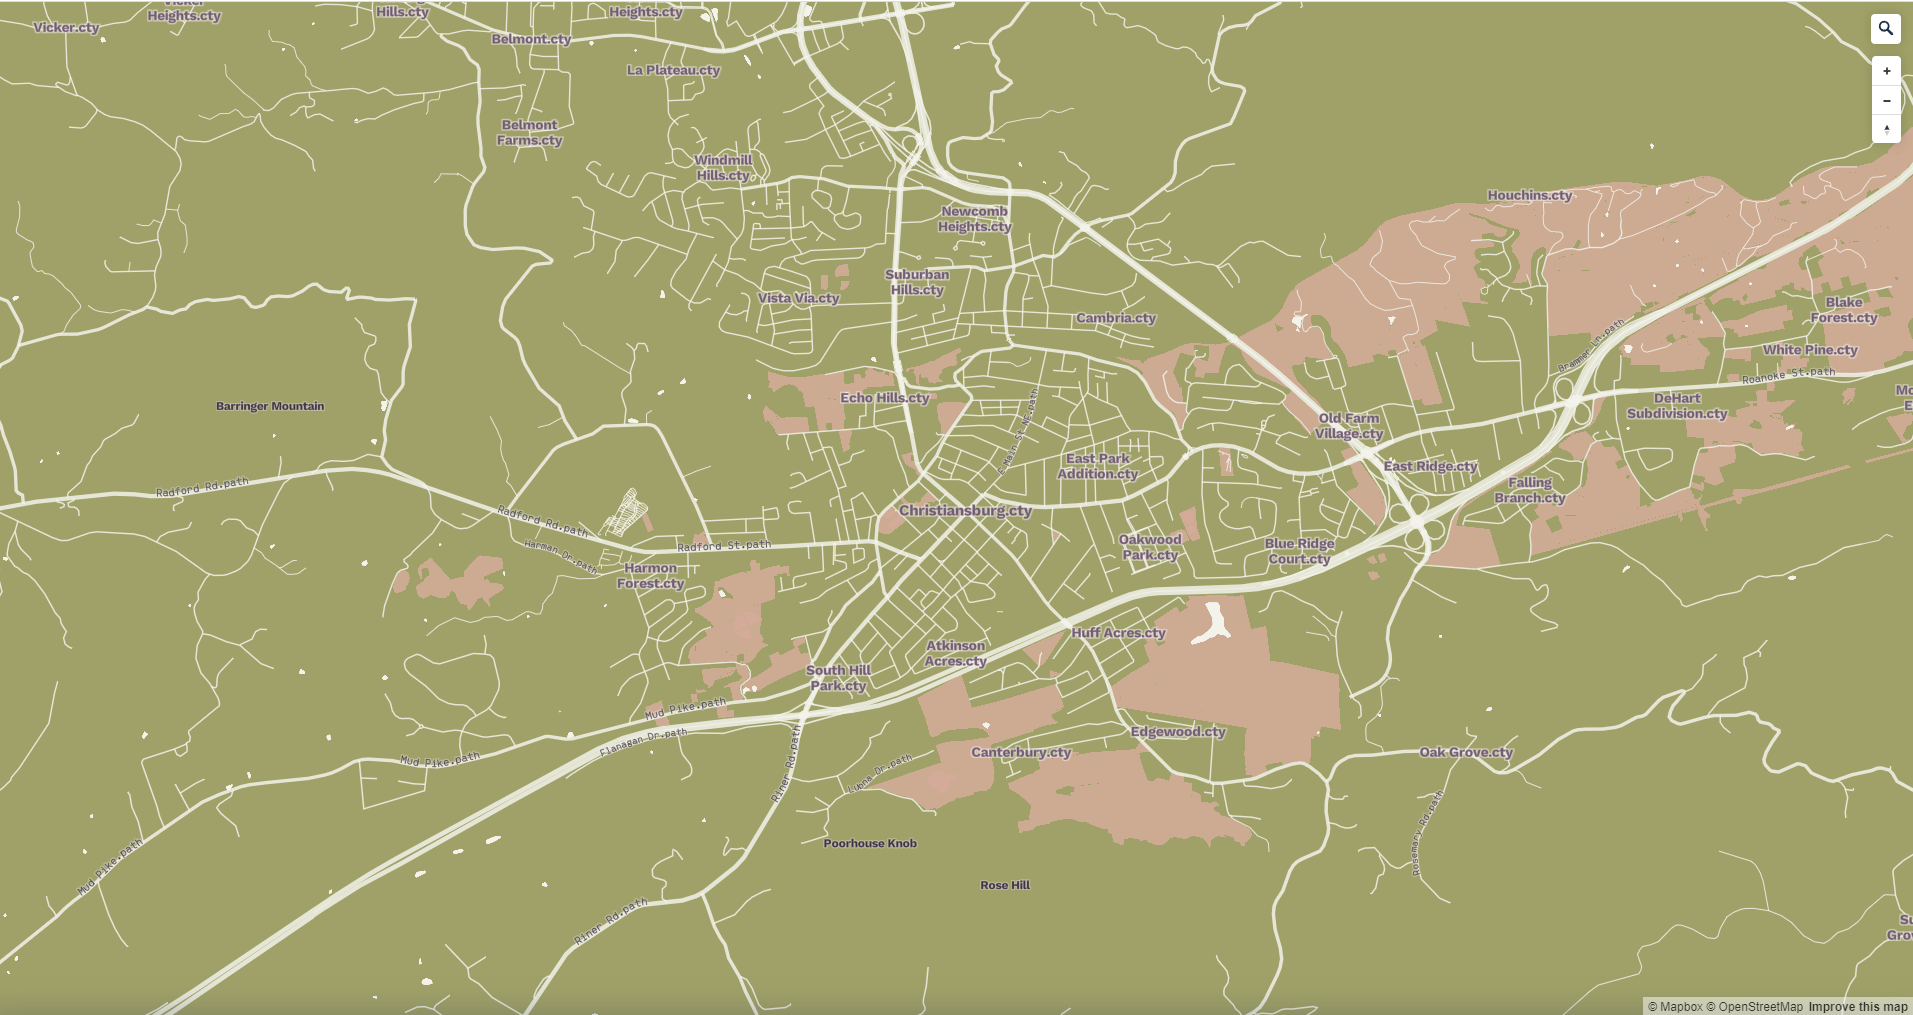 Vicker
Heights.cty
Vicker.cty
Hills.cty
Heights.cty
Belmont.cty
La Plateau.cty
Belmont
Farms.cty
Windmill
Hills.cty
Newcomb
Heights.cty
Houchins.cty
Suburban
Hills.cty
Vista Via.cty
Cambria.cty
Blake
Forest.cty
Brammer Ln.path
White Pine.cty
Roanoke St.path
Echo Hills.cty
Barringer Mountain
DeHart
Subdivision.cty
Old Farm
Village.cty
E Main St NE.path
East Park
Addition.cty
East Ridge.cty
Falling
Branch.cty
Radford Rd.path
Radford Rd.path
Christiansburg.cty
Harman Dr.path
Radford St.path
Oakwood
Park.cty
Blue Ridge
Court.cty
Harmon
Forest.cty
Huff Acres.cty
Atkinson
Acres.cty
South Hill
Park.cty
Mud Pike.path
Flanagan Dr.path
Edgewood.cty
Canterbury.cty
Oak Grove.cty
Mud Pike.path
Riner Rd.path
Lubna Dr.path
Rosemary Rd.path
Poorhouse Knob
Mud Pike.path
Rose Hill
Riner Rd.path
© Mapbox © OpenStreetMap Improve this map